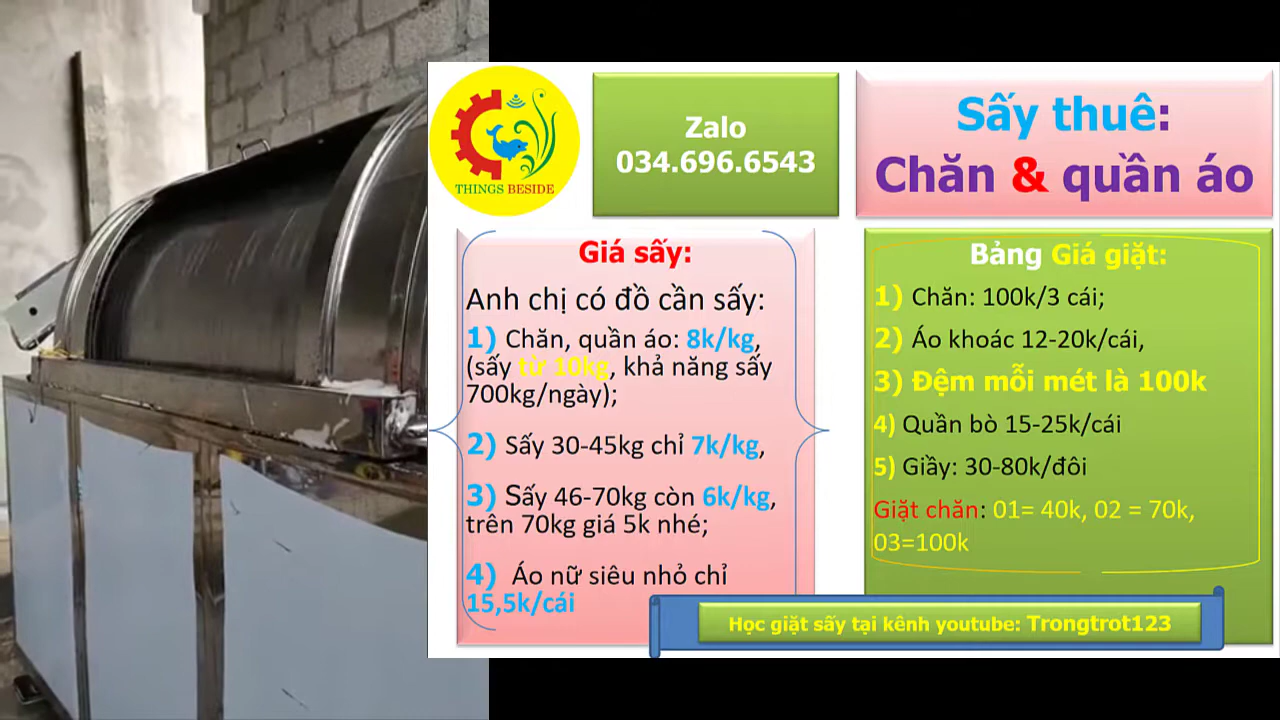 THINGS BESIDE
Zalo
034.696.6543
Sấy thuê:
Chăn & quần áo
Giá sấy:
Anh chị có đồ cần sấy:
1) Chăn, quần áo: 8k/kg,
(sấy từ 10kg, khả năng sấy
700kg/ngày);
2) Sấy 30-45kg chỉ 7k/kg,
3) Sấy 46-70kg còn 6k/kg,
trên 70kg giá 5k nhé;
4) Áo nữ siêu nhỏ chỉ
15,5k/cái
Bảng Giá giặt:
1) Chăn: 100k/3 cái;
2) Áo khoác 12-20k/cái,
3) Đệm mỗi mét là 100k
4) Quần bò 15-25k/cái
5) Giầy: 30-80k/đôi
Giặt chăn: 01= 40k, 02 = 70k,
03=100k
Học giặt sấy tại kênh youtube: Trongtrot123